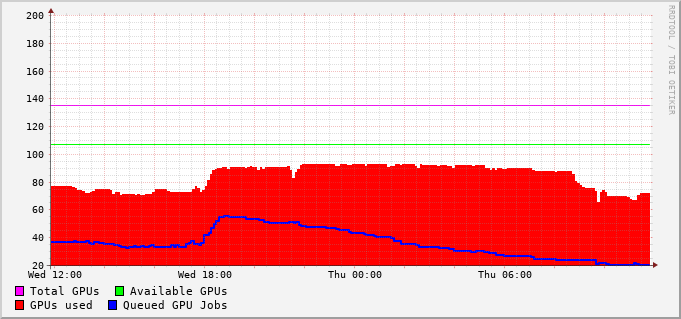 200
180
160
140
120
100
80
60
40
20
Wed 12:00 Wed 18:00 Thu 00:00 Thu 06:00
Total GPUs Available GPUs
GPUs used Queued GPU Jobs
RRDTOOL / TOBI OETIKER